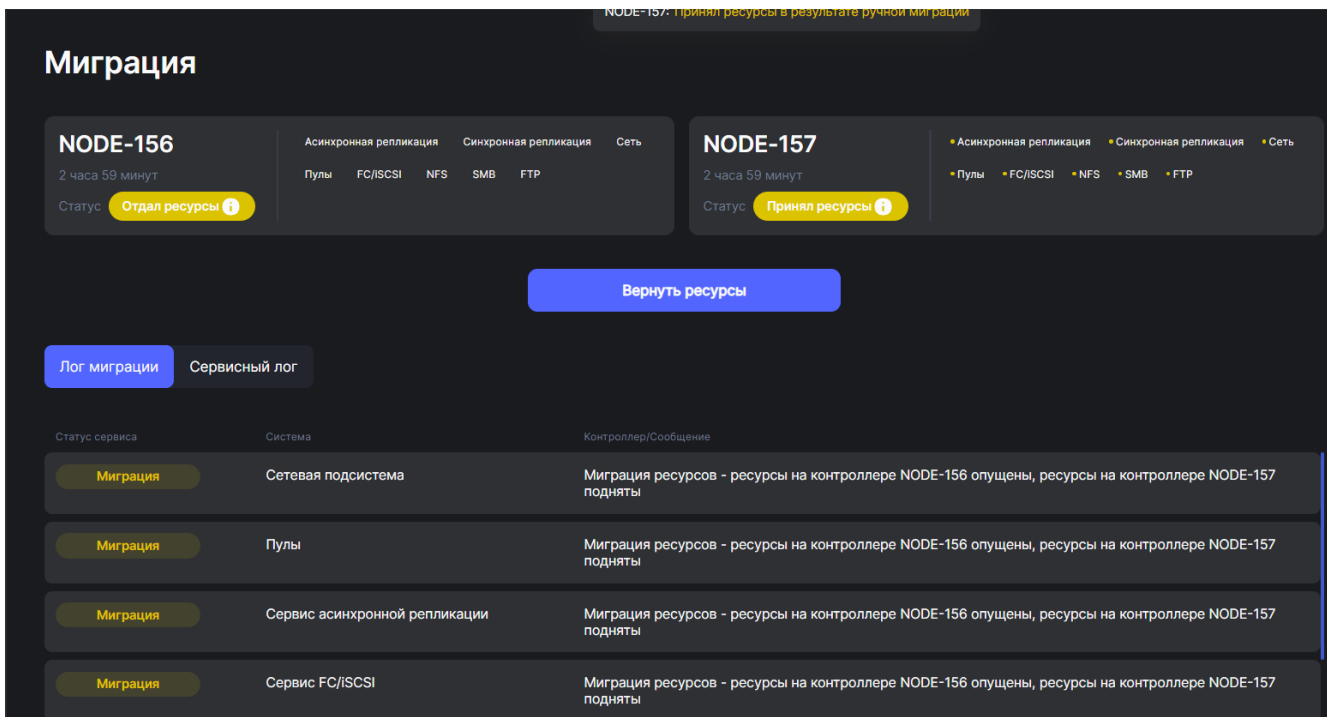 NODE-157: Принял ресурсы в результате ручной миграции
Миграция
NODE-156
2 часа 59 минут
Статус Отдал ресурсы
Асинхронная репликация Синхронная репликация Сеть
Пулы FC/iSCSI NFS SMB FTP
NODE-157
2 часа 59 минут
Статус Принял ресурсы
Асинхронная репликация Синхронная репликация Сеть
Пулы FC/iSCSI NFS SMB FTP
Вернуть ресурсы
Лог миграции Сервисный лог
Статус сервиса Система Контроллер/Сообщение
Миграция Сетевая подсистема Миграция ресурсов - ресурсы на контроллере NODE-156 опущены, ресурсы на контроллере NODE-157
подняты
Миграция Пулы Миграция ресурсов - ресурсы на контроллере NODE-156 опущены, ресурсы на контроллере NODE-157
подняты
Миграция Сервис асинхронной репликации Миграция ресурсов - ресурсы на контроллере NODE-156 опущены, ресурсы на контроллере NODE-157
подняты
Миграция Сервис FC/iSCSI Миграция ресурсов - ресурсы на контроллере NODE-156 опущены, ресурсы на контроллере NODE-157
подняты